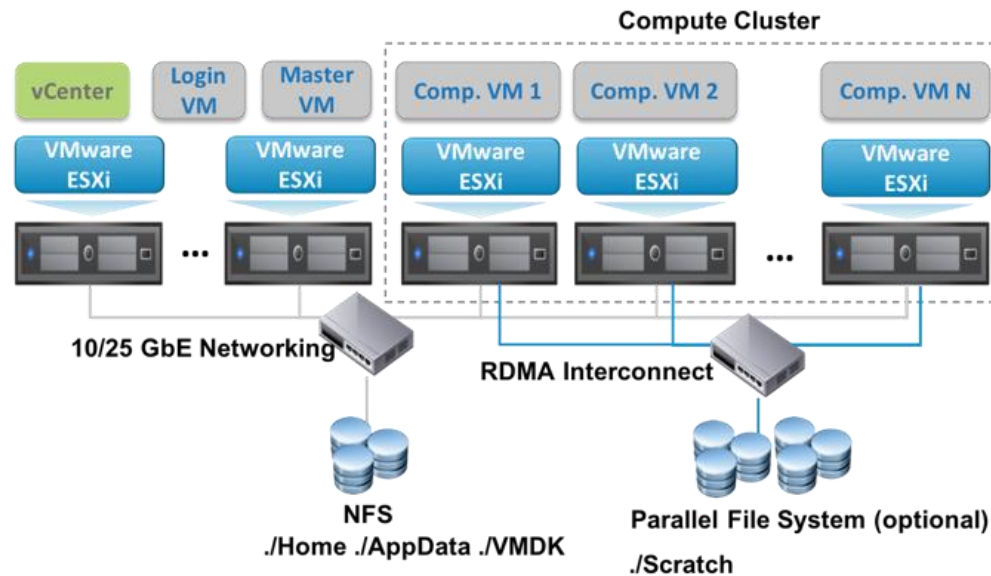 Compute Cluster
vCenter
Login
VM
Master
VM
Comp. VM 1
Comp. VM 2
Comp. VM N
VMware
ESXi
VMware
ESXi
VMware
ESXi
VMware
ESXi
VMware
ESXi
...
...
10/25 GbE Networking
RDMA Interconnect
NFS
./Home ./AppData ./VMDK
Parallel File System (optional)
./Scratch